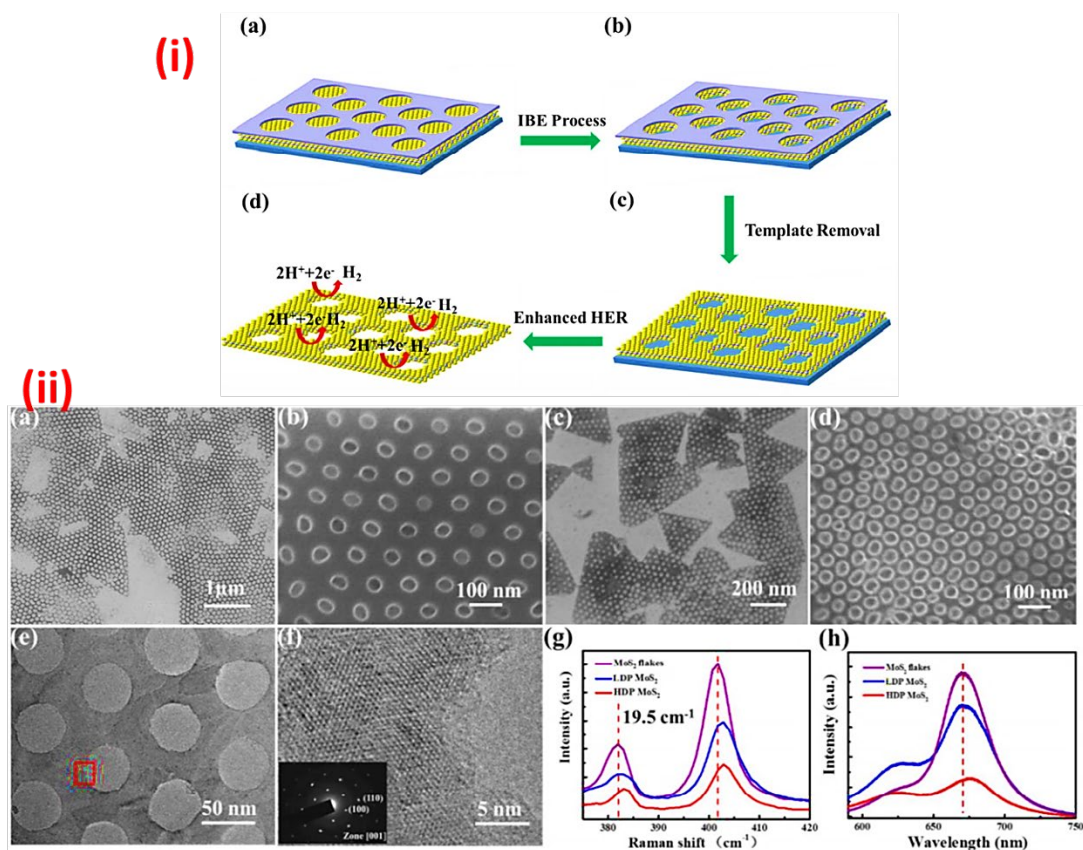 (i)
(a)
(b)
IBE Process
(d)
(c)
Template Removal
2H⁺+2e⁻ H₂
2H⁺+2e⁻ H₂
2H⁺+2e⁻ H₂
2H⁺+2e⁻ H₂
Enhanced HER
(ii)
(a)
1μm
(b)
100 nm
(c)
200 nm
(d)
100 nm
(e)
50 nm
(f)
(110)
(100)
Zone [001]
5 nm
(g)
MoS₂ flakes
LDP MoS₂
HDP MoS₂
19.5 cm⁻¹
Intensity (a.u.)
380 390 400 410 420
Raman shift (cm⁻¹)
(h)
MoS₂ flakes
LDP MoS₂
HDP MoS₂
Intensity (a.u.)
600 650 700 750
Wavelength (nm)